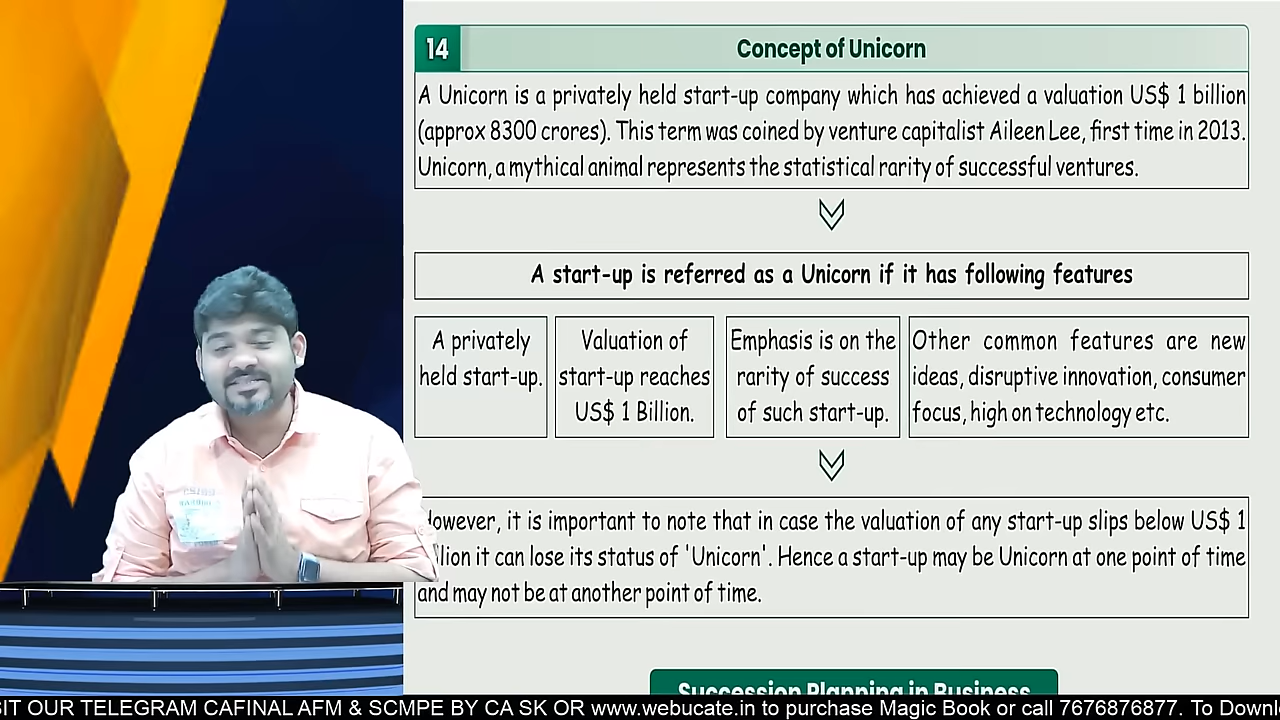 14 Concept of Unicorn
A Unicorn is a privately held start-up company which has achieved a valuation US$ 1 billion
(approx 8300 crores). This term was coined by venture capitalist Aileen Lee, first time in 2013.
Unicorn, a mythical animal represents the statistical rarity of successful ventures.
A start-up is referred as a Unicorn if it has following features
A privately
held start-up.
Valuation of
start-up reaches
US$ 1 Billion.
Emphasis is on the
rarity of success
of such start-up.
Other common features are new
ideas, disruptive innovation, consumer
focus, high on technology etc.
However, it is important to note that in case the valuation of any start-up slips below US$ 1
it can lose its status of 'Unicorn'. Hence a start-up may be Unicorn at one point of time
and may not be at another point of time.
Succession Planning in Business
OUR TELEGRAM CAFINAL AFM & SCMPE BY CA SK OR www.webucate.in to purchase Magic Book or call 7676876877. To